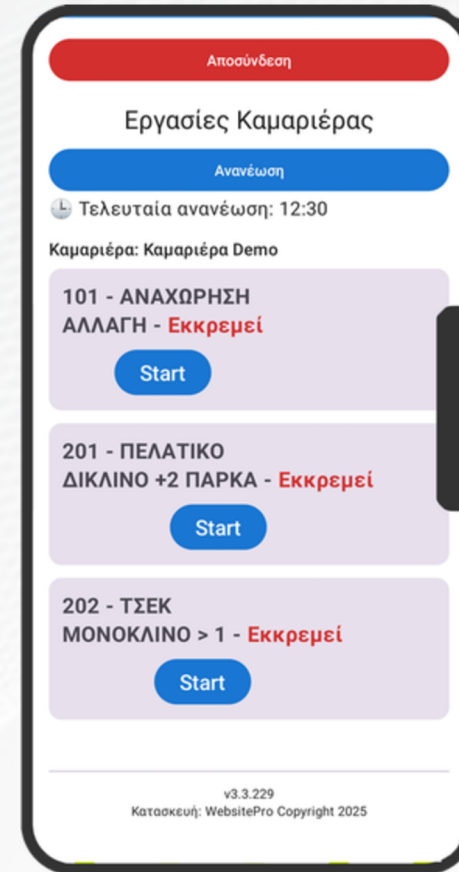 Αποσύνδεση
Εργασίες Καμαριέρας
Ανανέωση
🕒 Τελευταία ανανέωση: 12:30
Καμαριέρα: Καμαριέρα Demo
101 - ΑΝΑΧΩΡΗΣΗ
ΑΛΛΑΓΗ - Εκκρεμεί
Start
201 - ΠΕΛΑΤΙΚΟ
ΔΙΚΛΙΝΟ +2 ΠΑΡΚΑ - Εκκρεμεί
Start
202 - ΤΣΕΚ
ΜΟΝΟΚΛΙΝΟ > 1 - Εκκρεμεί
Start
v3.3.229
Κατασκευή: WebsitePro Copyright 2025